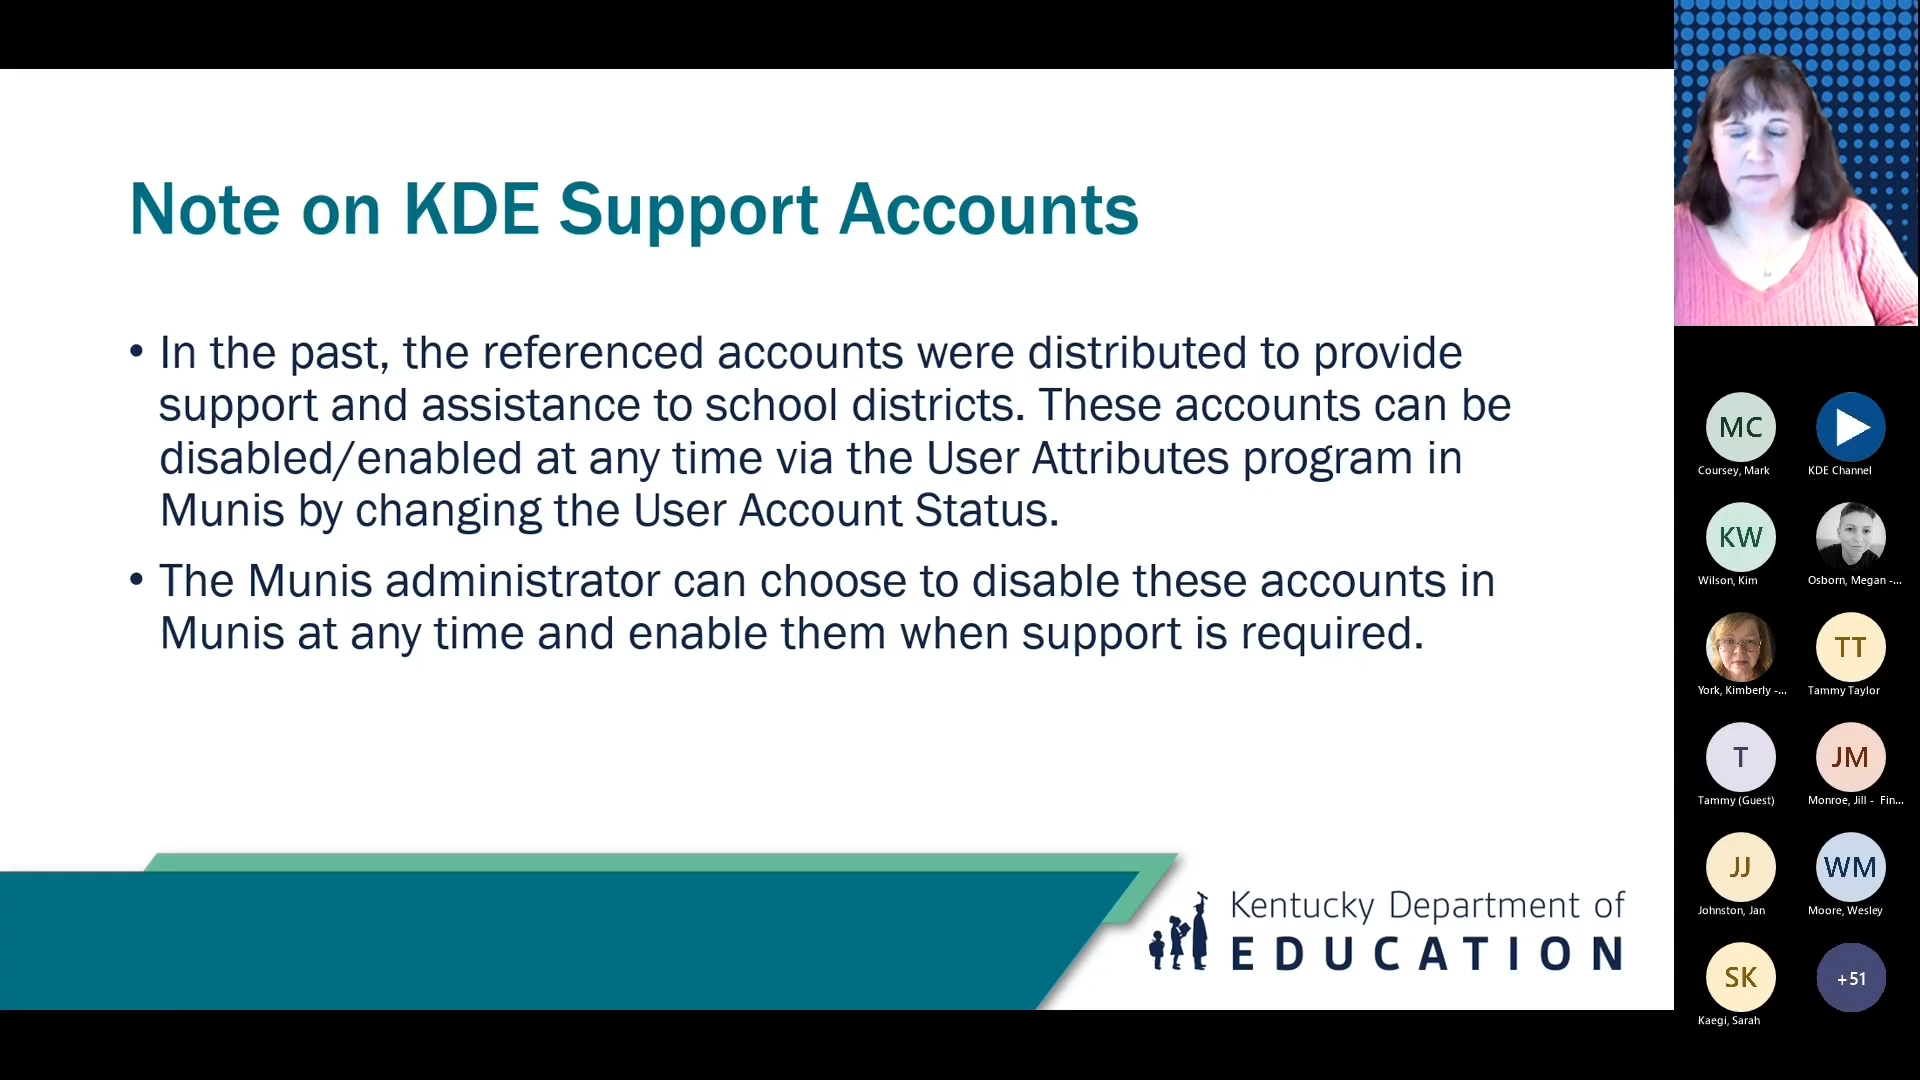 Note on KDE Support Accounts
• In the past, the referenced accounts were distributed to provide
support and assistance to school districts. These accounts can be
disabled/enabled at any time via the User Attributes program in
Munis by changing the User Account Status.
• The Munis administrator can choose to disable these accounts in
Munis at any time and enable them when support is required.
Kentucky Department of
EDUCATION
MC
Coursey, Mark
KDE Channel
KW
Wilson, Kim
Osborn, Megan -...
York, Kimberly -...
TT
Tammy Taylor
T
Tammy (Guest)
JM
Monroe, Jill - Fin...
JJ
Johnston, Jan
WM
Moore, Wesley
SK
Kaegi, Sarah
+51